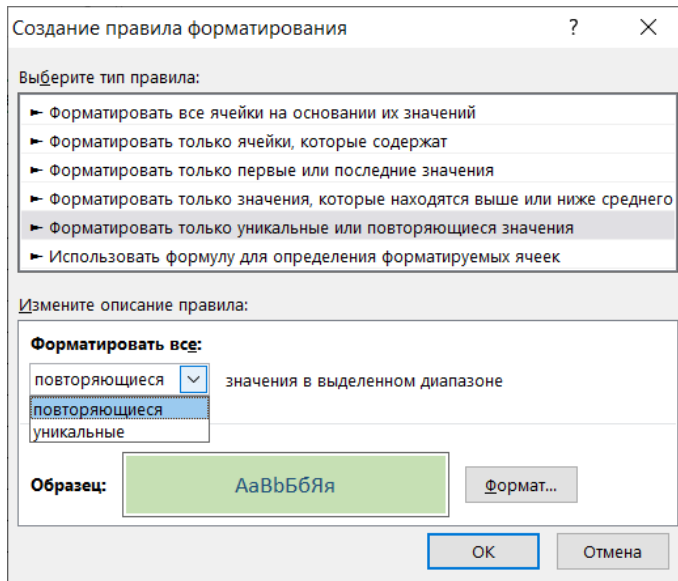 Создание правила форматирования
Выберите тип правила:
► Форматировать все ячейки на основании их значений
► Форматировать только ячейки, которые содержат
► Форматировать только первые или последние значения
► Форматировать только значения, которые находятся выше или ниже среднего
► Форматировать только уникальные или повторяющиеся значения
► Использовать формулу для определения форматируемых ячеек
Измените описание правила:
Форматировать все:
повторяющиеся значения в выделенном диапазоне
повторяющиеся
уникальные
Образец: АаВbБбЯя Формат...
ОК Отмена